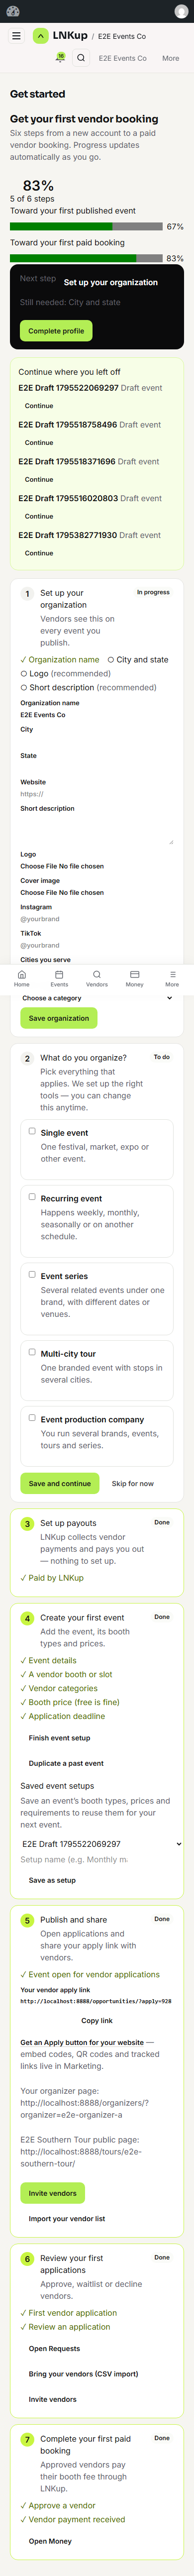 LNKup / E2E Events Co
16
E2E Events Co More
Get started
Get your first vendor booking
Six steps from a new account to a paid
vendor booking. Progress updates
automatically as you go.
83%
5 of 6 steps
Toward your first published event
67%
Toward your first paid booking
83%
Next step Set up your organization
Still needed: City and state
Complete profile
Continue where you left off
E2E Draft 1795522069297 Draft event
Continue
E2E Draft 1795518758496 Draft event
Continue
E2E Draft 1795518371696 Draft event
Continue
E2E Draft 1795516020803 Draft event
Continue
E2E Draft 1795382771930 Draft event
Continue
1 Set up your In progress
organization
Vendors see this on
every event you
publish.
✓ Organization name ○ City and state
○ Logo (recommended)
○ Short description (recommended)
Organization name
E2E Events Co
City
State
Website
https://
Short description
Logo
Choose File No file chosen
Cover image
Choose File No file chosen
Instagram
@yourbrand
TikTok
@yourbrand
Cities you serve
Home Events Vendors Money More
Choose a category
Save organization
2 What do you organize? To do
Pick everything that
applies. We set up the right
tools — you can change
this anytime.
Single event
One festival, market, expo or
other event.
Recurring event
Happens weekly, monthly,
seasonally or on another
schedule.
Event series
Several related events under one
brand, with different dates or
venues.
Multi-city tour
One branded event with stops in
several cities.
Event production company
You run several brands, events,
tours and series.
Save and continue Skip for now
3 Set up payouts Done
LNKup collects vendor
payments and pays you out
— nothing to set up.
✓ Paid by LNKup
4 Create your first event Done
Add the event, its booth
types and prices.
✓ Event details
✓ A vendor booth or slot
✓ Vendor categories
✓ Booth price (free is fine)
✓ Application deadline
Finish event setup
Duplicate a past event
Saved event setups
Save an event's booth types, prices and
requirements to reuse them for your
next event.
E2E Draft 1795522069297
Setup name (e.g. Monthly m
Save as setup
5 Publish and share Done
Open applications and
share your apply link with
vendors.
✓ Event open for vendor applications
Your vendor apply link
http://localhost:8888/opportunities/?apply=928
Copy link
Get an Apply button for your website —
embed codes, QR codes and tracked
links live in Marketing.
Your organizer page:
http://localhost:8888/organizers/?
organizer=e2e-organizer-a
E2E Southern Tour public page:
http://localhost:8888/tours/e2e-
southern-tour/
Invite vendors
Import your vendor list
6 Review your first Done
applications
Approve, waitlist or decline
vendors.
✓ First vendor application
✓ Review an application
Open Requests
Bring your vendors (CSV import)
Invite vendors
7 Complete your first paid Done
booking
Approved vendors pay
their booth fee through
LNKup.
✓ Approve a vendor
✓ Vendor payment received
Open Money